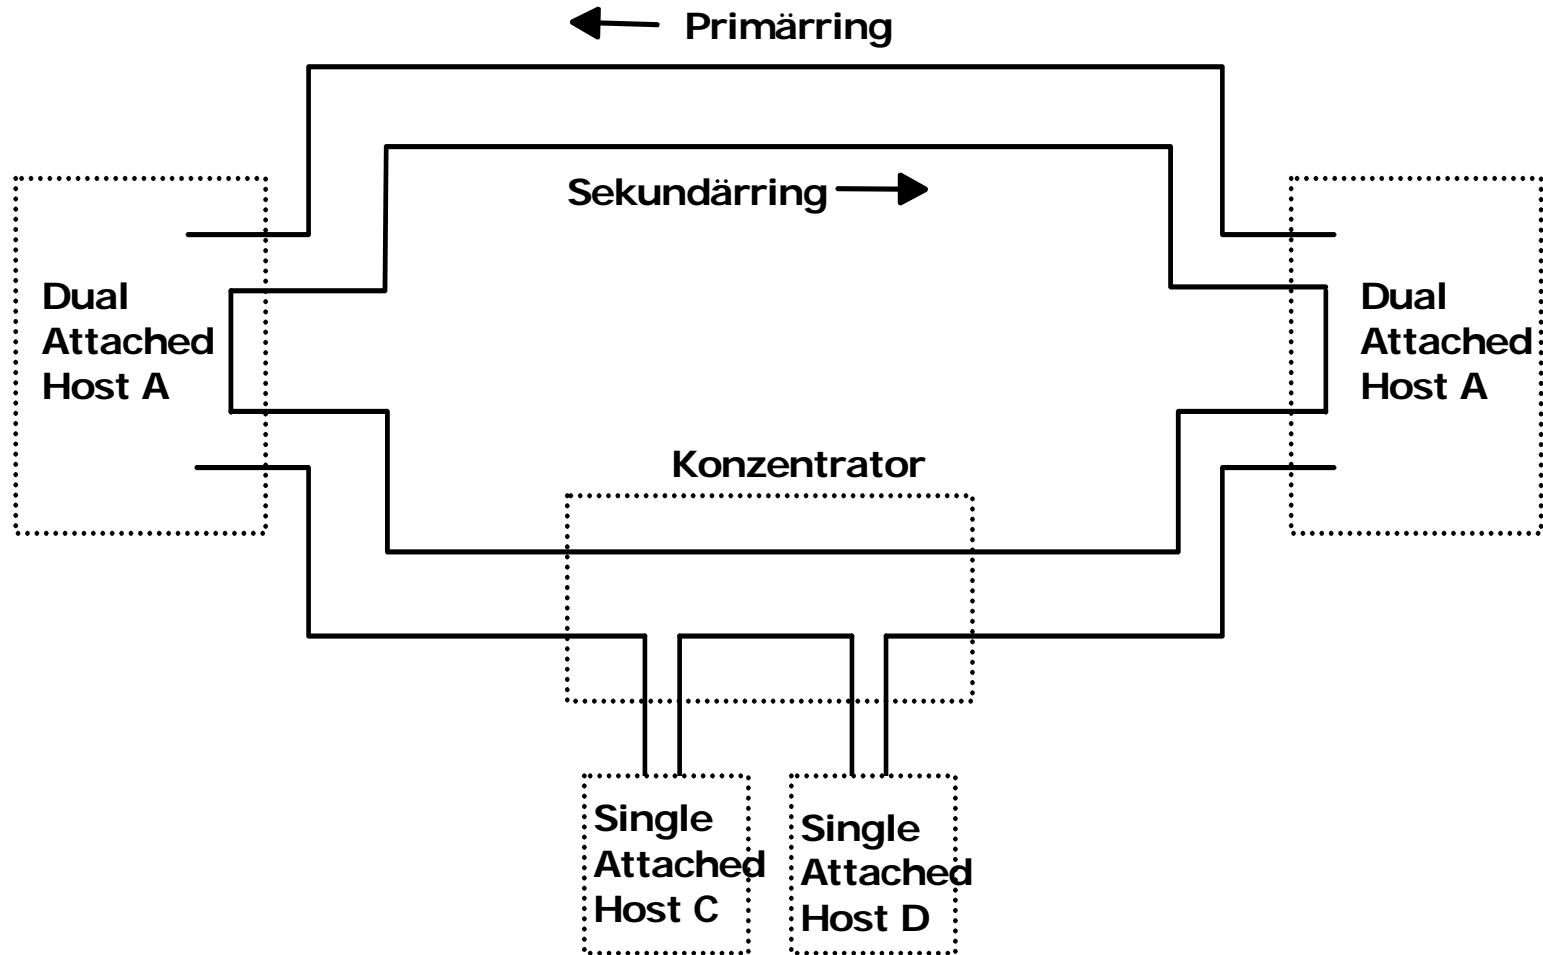 Primärring
Sekundärring
Dual
Attached
Host A
Dual
Attached
Host A
Konzentrator
Single
Attached
Host C
Single
Attached
Host D